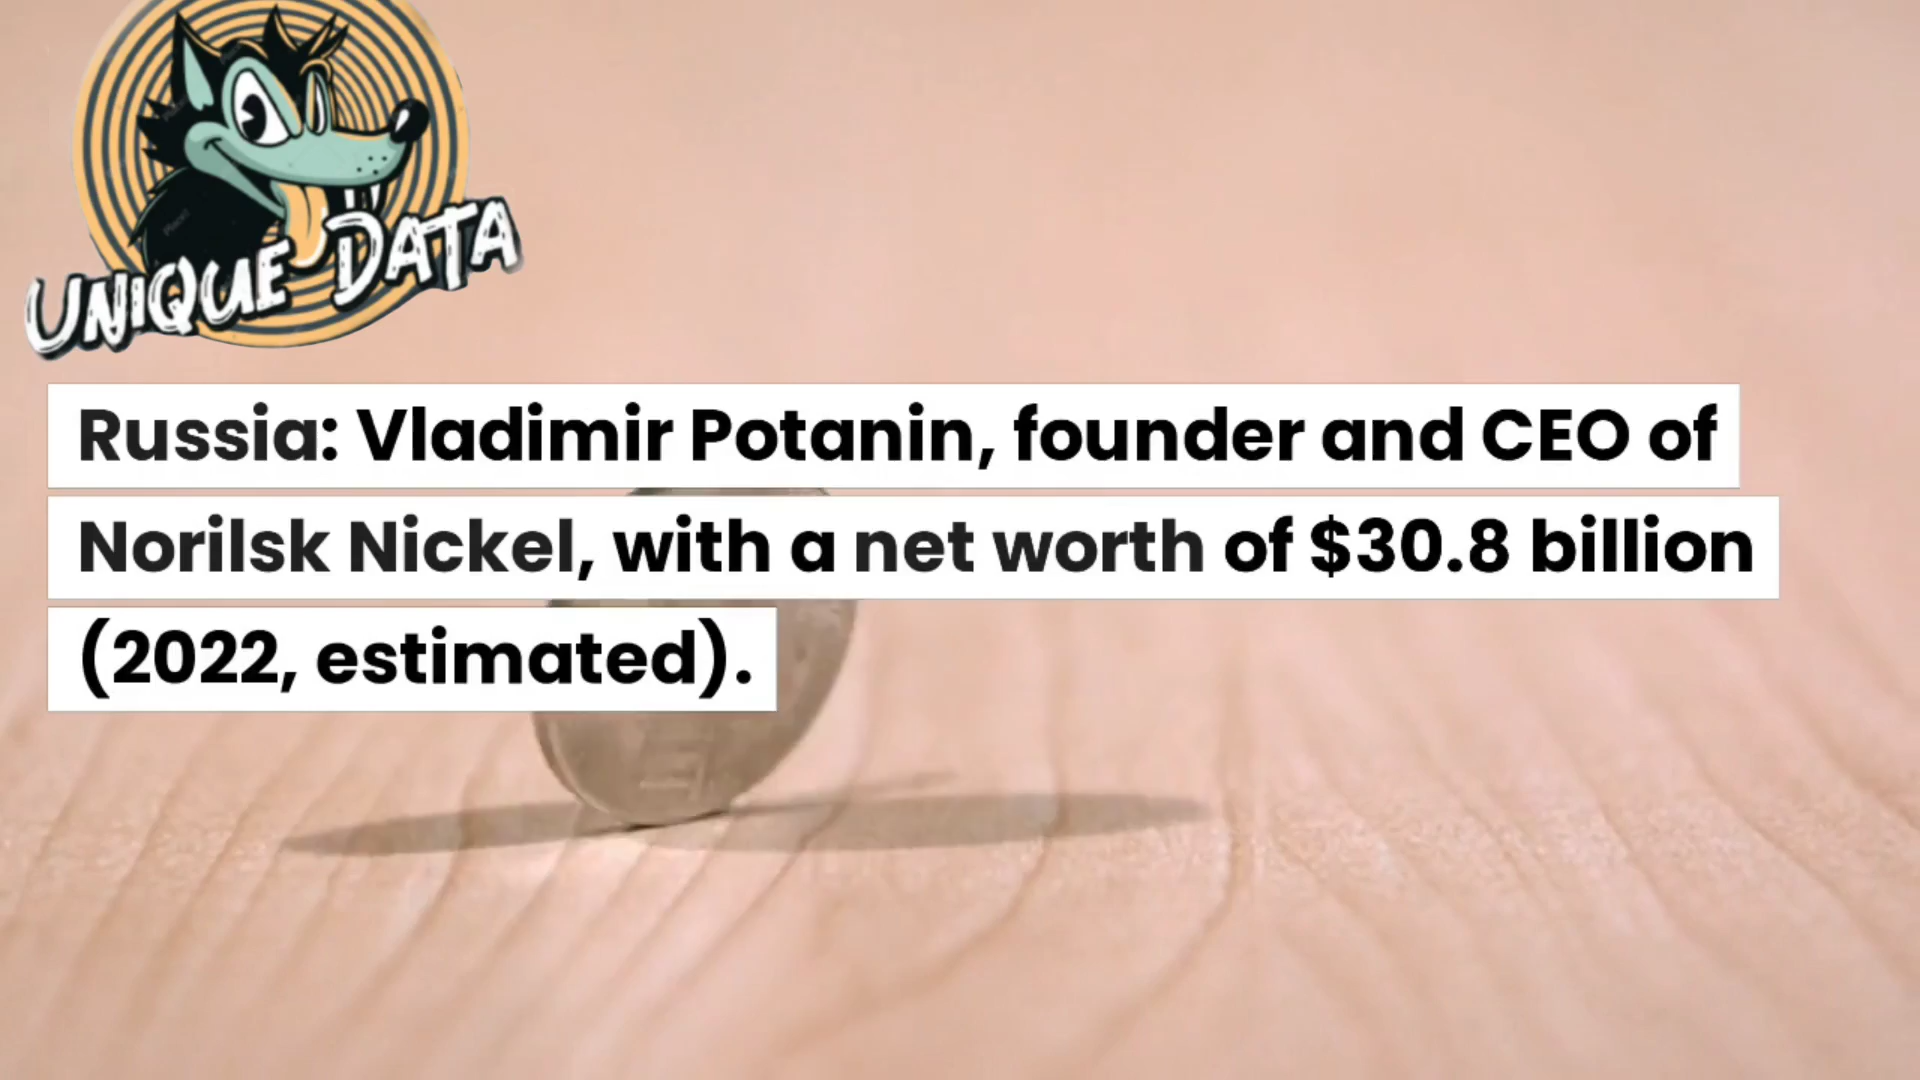 UNIQUE DATA
Russia: Vladimir Potanin, founder and CEO of
Norilsk Nickel, with a net worth of $30.8 billion
(2022, estimated).